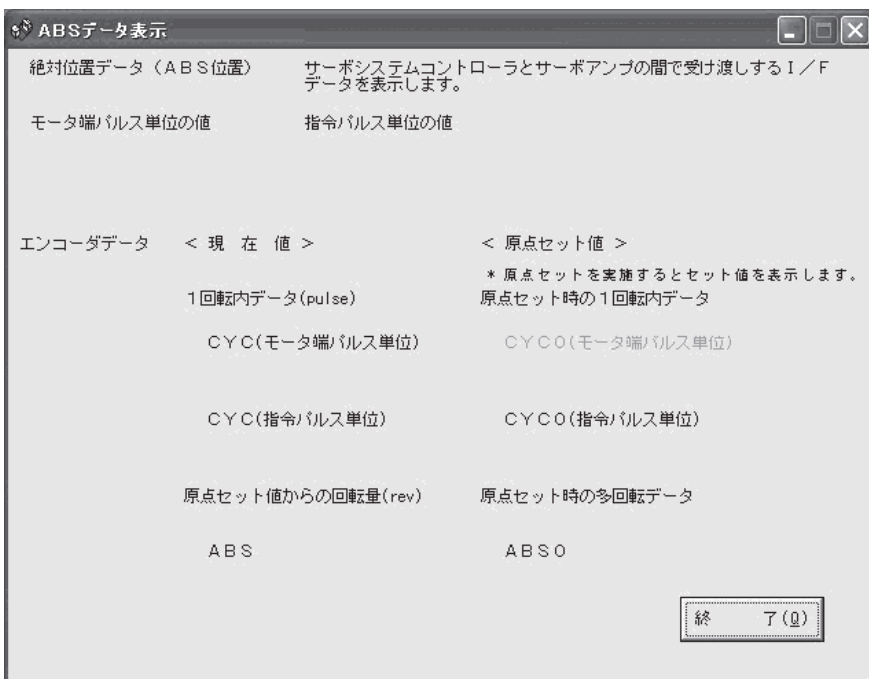 ABSデータ表示
絶対位置データ（ABS位置） サーボシステムコントローラとサーボアンプの間で受け渡しするI／F
データを表示します。
モータ端パルス単位の値 指令パルス単位の値
エンコーダデータ ＜ 現 在 値 ＞ ＜ 原点セット値 ＞
＊原点セットを実施するとセット値を表示します。
1回転内データ(pulse) 原点セット時の1回転内データ
CYC(モータ端パルス単位) CYC0(モータ端パルス単位)
CYC(指令パルス単位) CYC0(指令パルス単位)
原点セット値からの回転量(rev) 原点セット時の多回転データ
ABS ABS0
終 了(Q)